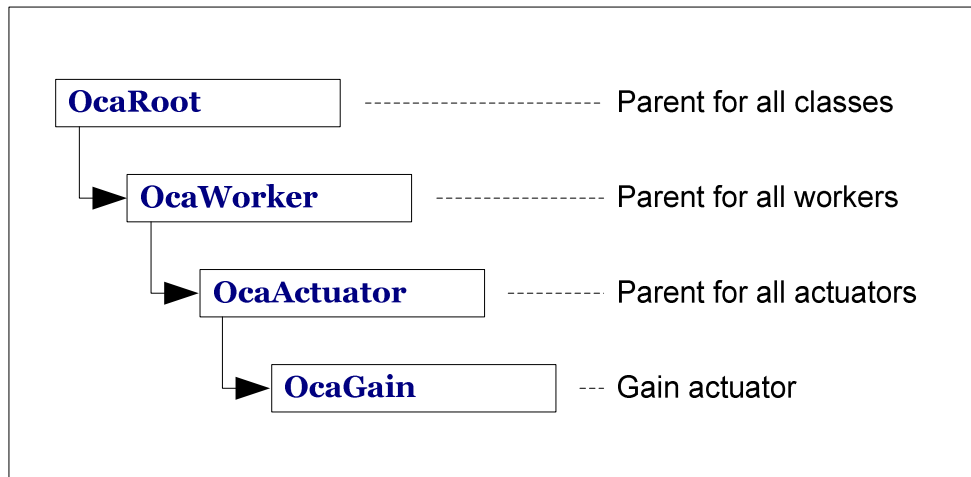 OcaRoot Parent for all classes
OcaWorker Parent for all workers
OcaActuator Parent for all actuators
OcaGain Gain actuator